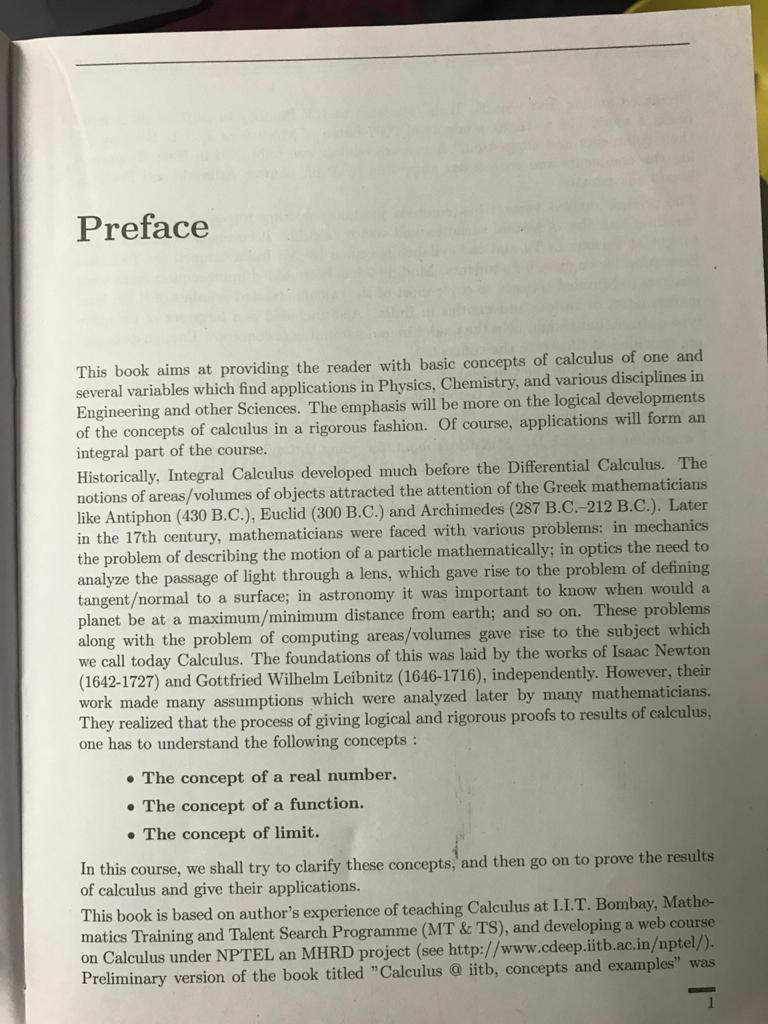 Preface
This book aims at providing the reader with basic concepts of calculus of one and
several variables which find applications in Physics, Chemistry, and various disciplines in
Engineering and other Sciences. The emphasis will be more on the logical developments
of the concepts of calculus in a rigorous fashion. Of course, applications will form an
integral part of the course.
Historically, Integral Calculus developed much before the Differential Calculus. The
notions of areas/volumes of objects attracted the attention of the Greek mathematicians
like Antiphon (430 B.C.), Euclid (300 B.C.) and Archimedes (287 B.C.–212 B.C.). Later
in the 17th century, mathematicians were faced with various problems: in mechanics
the problem of describing the motion of a particle mathematically; in optics the need to
analyze the passage of light through a lens, which gave rise to the problem of defining
tangent/normal to a surface; in astronomy it was important to know when would a
planet be at a maximum/minimum distance from earth; and so on. These problems
along with the problem of computing areas/volumes gave rise to the subject which
we call today Calculus. The foundations of this was laid by the works of Isaac Newton
(1642-1727) and Gottfried Wilhelm Leibnitz (1646-1716), independently. However, their
work made many assumptions which were analyzed later by many mathematicians.
They realized that the process of giving logical and rigorous proofs to results of calculus,
one has to understand the following concepts :
• The concept of a real number.
• The concept of a function.
• The concept of limit.
In this course, we shall try to clarify these concepts, and then go on to prove the results
of calculus and give their applications.
This book is based on author's experience of teaching Calculus at I.I.T. Bombay, Mathe-
matics Training and Talent Search Programme (MT & TS), and developing a web course
on Calculus under NPTEL an MHRD project (see http://www.cdeep.iitb.ac.in/nptel/).
Preliminary version of the book titled "Calculus @ iitb, concepts and examples" was
1